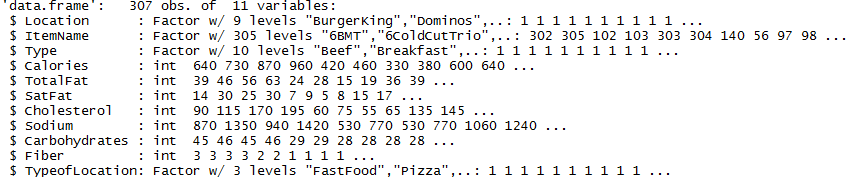 'data.frame':   307 obs. of  11 variables:
 $ Location      : Factor w/ 9 levels "BurgerKing","Dominos",..: 1 1 1 1 1 1 1 1 1 1 ...
 $ ItemName      : Factor w/ 305 levels "6BMT","6ColdCutTrio",..: 302 305 102 103 303 304 140 56 97 98 ...
 $ Type          : Factor w/ 10 levels "Beef","Breakfast",..: 1 1 1 1 1 1 1 1 1 1 ...
 $ Calories      : int  640 730 870 960 420 460 330 380 600 640 ...
 $ TotalFat      : int  39 46 56 63 24 28 15 19 36 39 ...
 $ SatFat        : int  14 30 25 30 7 9 5 8 15 17 ...
 $ Cholesterol   : int  90 115 170 195 60 75 55 65 135 145 ...
 $ Sodium        : int  870 1350 940 1420 530 770 530 770 1060 1240 ...
 $ Carbohydrates : int  45 46 45 46 29 29 28 28 28 28 ...
 $ Fiber         : int  3 3 3 3 2 2 1 1 1 1 ...
 $ TypeofLocation: Factor w/ 3 levels "FastFood","Pizza",..: 1 1 1 1 1 1 1 1 1 1 ...